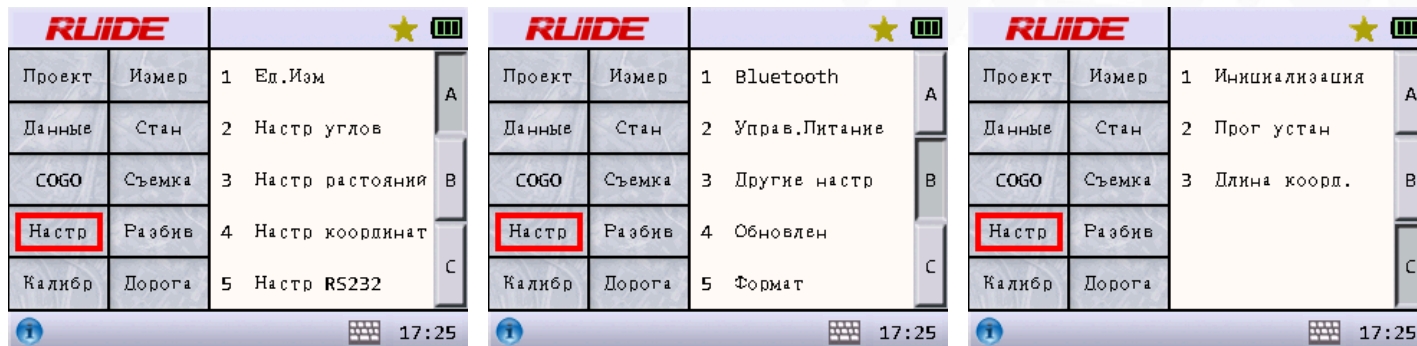 RUIDE
Проект Измер 1 Ед.Изм A
Данные Стан 2 Настр углов
COGO Съемка 3 Настр растояний B
Настр Разбив 4 Настр координат
Калибр Дорога 5 Настр RS232 C
17:25
RUIDE
Проект Измер 1 Bluetooth A
Данные Стан 2 Управ.Питание
COGO Съемка 3 Другие настр B
Настр Разбив 4 Обновлен
Калибр Дорога 5 Формат C
17:25
RUIDE
Проект Измер 1 Инициализация A
Данные Стан 2 Прог устан
COGO Съемка 3 Длина коорд. B
Настр Разбив
Калибр Дорога C
17:25